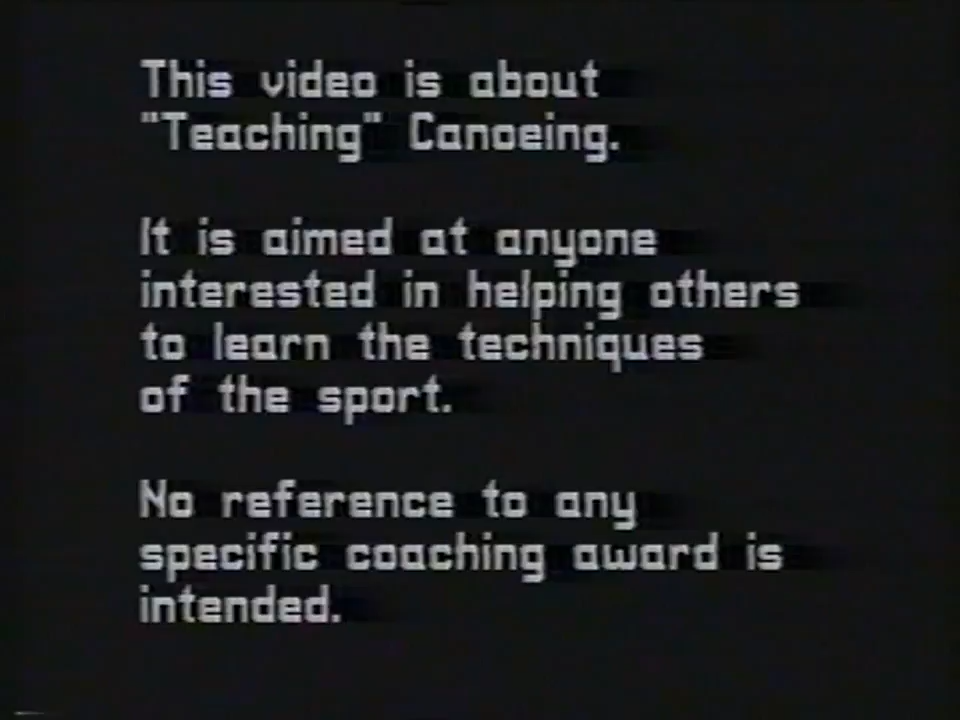 This video is about
"Teaching" Canoeing.
It is aimed at anyone
interested in helping others
to learn the techniques
of the sport.
No reference to any
specific coaching award is
intended.